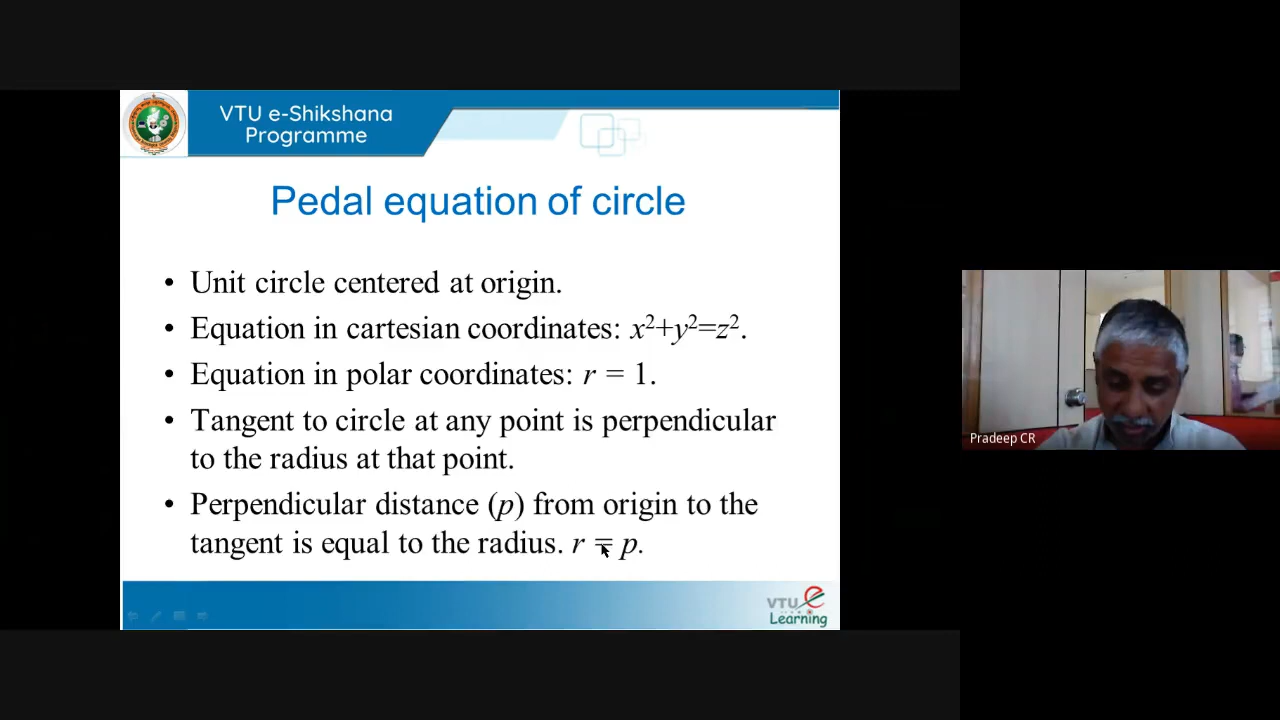 VTU e-Shikshana
Programme
Pedal equation of circle
• Unit circle centered at origin.
• Equation in cartesian coordinates: x²+y²=z².
• Equation in polar coordinates: r = 1.
• Tangent to circle at any point is perpendicular
to the radius at that point.
• Perpendicular distance (p) from origin to the
tangent is equal to the radius. r = p.
VTU e
Learning
Pradeep CR